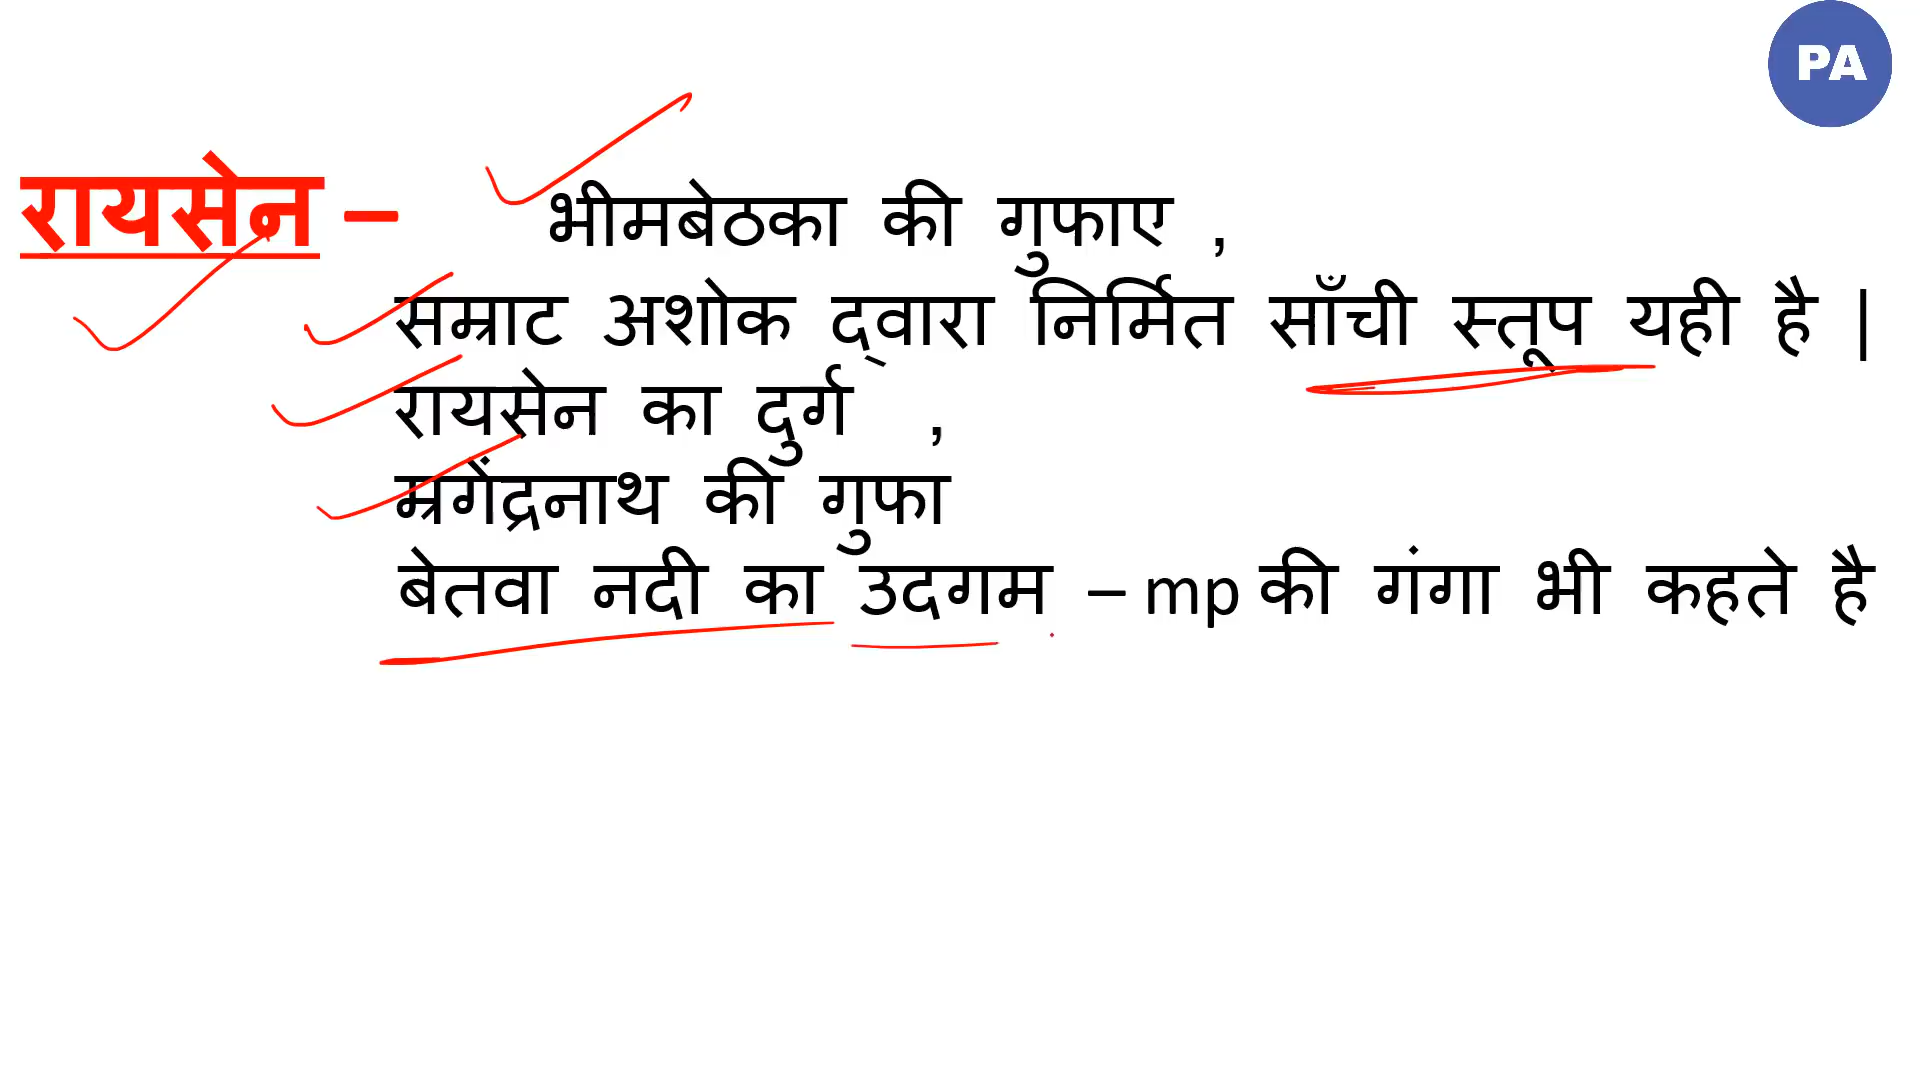 PA
रायसेन – भीमबेठका की गुफाए ,
सम्राट अशोक द्वारा निर्मित साँची स्तूप यही है |
रायसेन का दुर्ग ,
म्रगेंद्रनाथ की गुफा
बेतवा नदी का उदगम – mp की गंगा भी कहते है